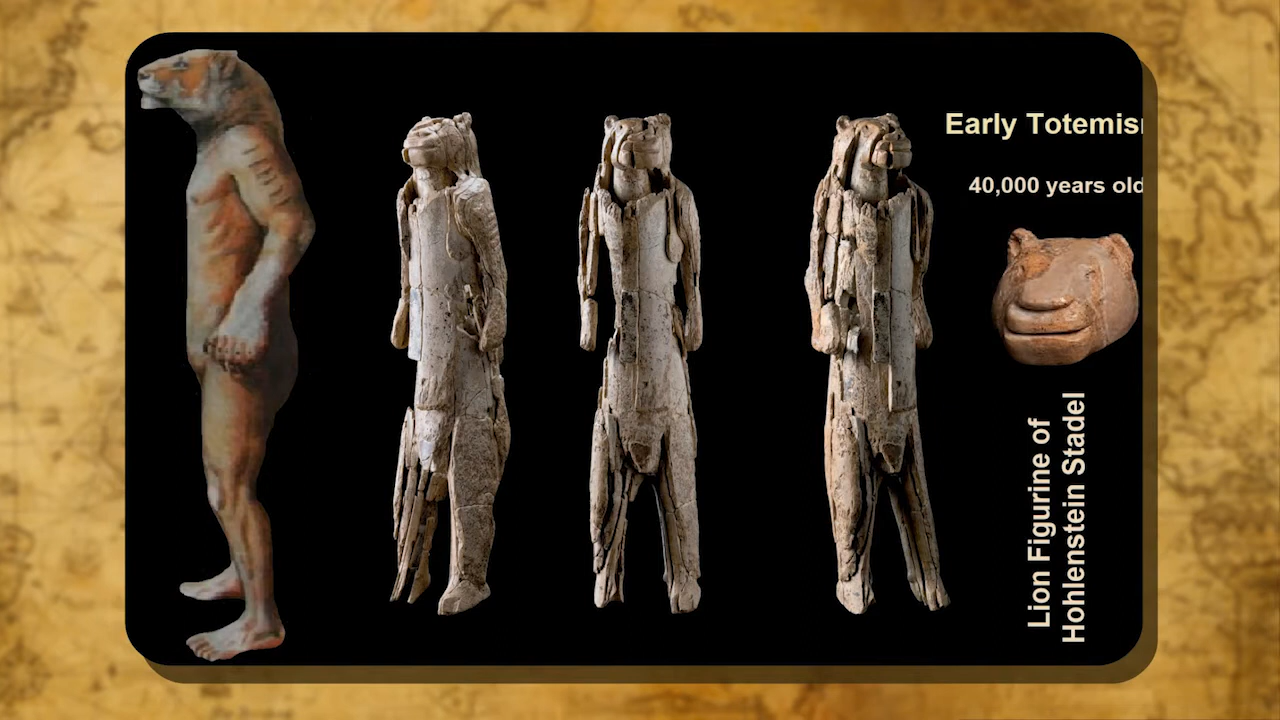 Early Totemis
40,000 years old
Lion Figurine of
Hohlenstein Stadel